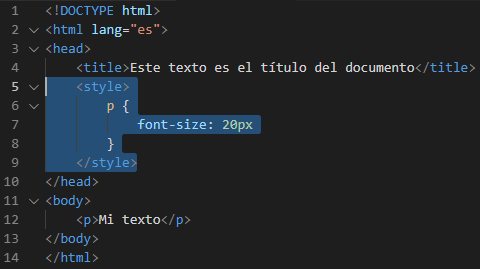 1 <!DOCTYPE html>
2 <html lang="es">
3 <head>
4 <title>Este texto es el título del documento</title>
5 <style>
6 p {
7 font-size: 20px
8 }
9 </style>
10 </head>
11 <body>
12 <p>Mi texto</p>
13 </body>
14 </html>